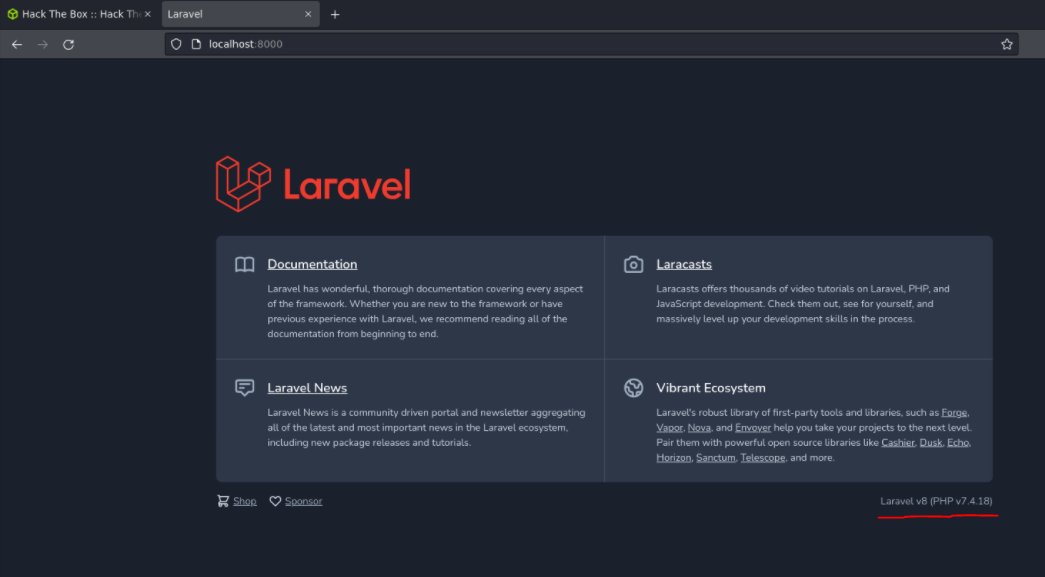 Hack The Box :: Hack The
Laravel
localhost:8000
Laravel
Documentation
Laravel has wonderful, thorough documentation covering every aspect
of the framework. Whether you are new to the framework or have
previous experience with Laravel, we recommend reading all of the
documentation from beginning to end.
Laracasts
Laracasts offers thousands of video tutorials on Laravel, PHP, and
JavaScript development. Check them out, see for yourself, and
massively level up your development skills in the process.
Laravel News
Laravel News is a community driven portal and newsletter aggregating
all of the latest and most important news in the Laravel ecosystem,
including new package releases and tutorials.
Vibrant Ecosystem
Laravel's robust library of first-party tools and libraries, such as Forge,
Vapor, Nova, and Envoyer help you take your projects to the next level.
Pair them with powerful open source libraries like Cashier, Dusk, Echo,
Horizon, Sanctum, Telescope, and more.
Shop
Sponsor
Laravel v8 (PHP v7.4.18)